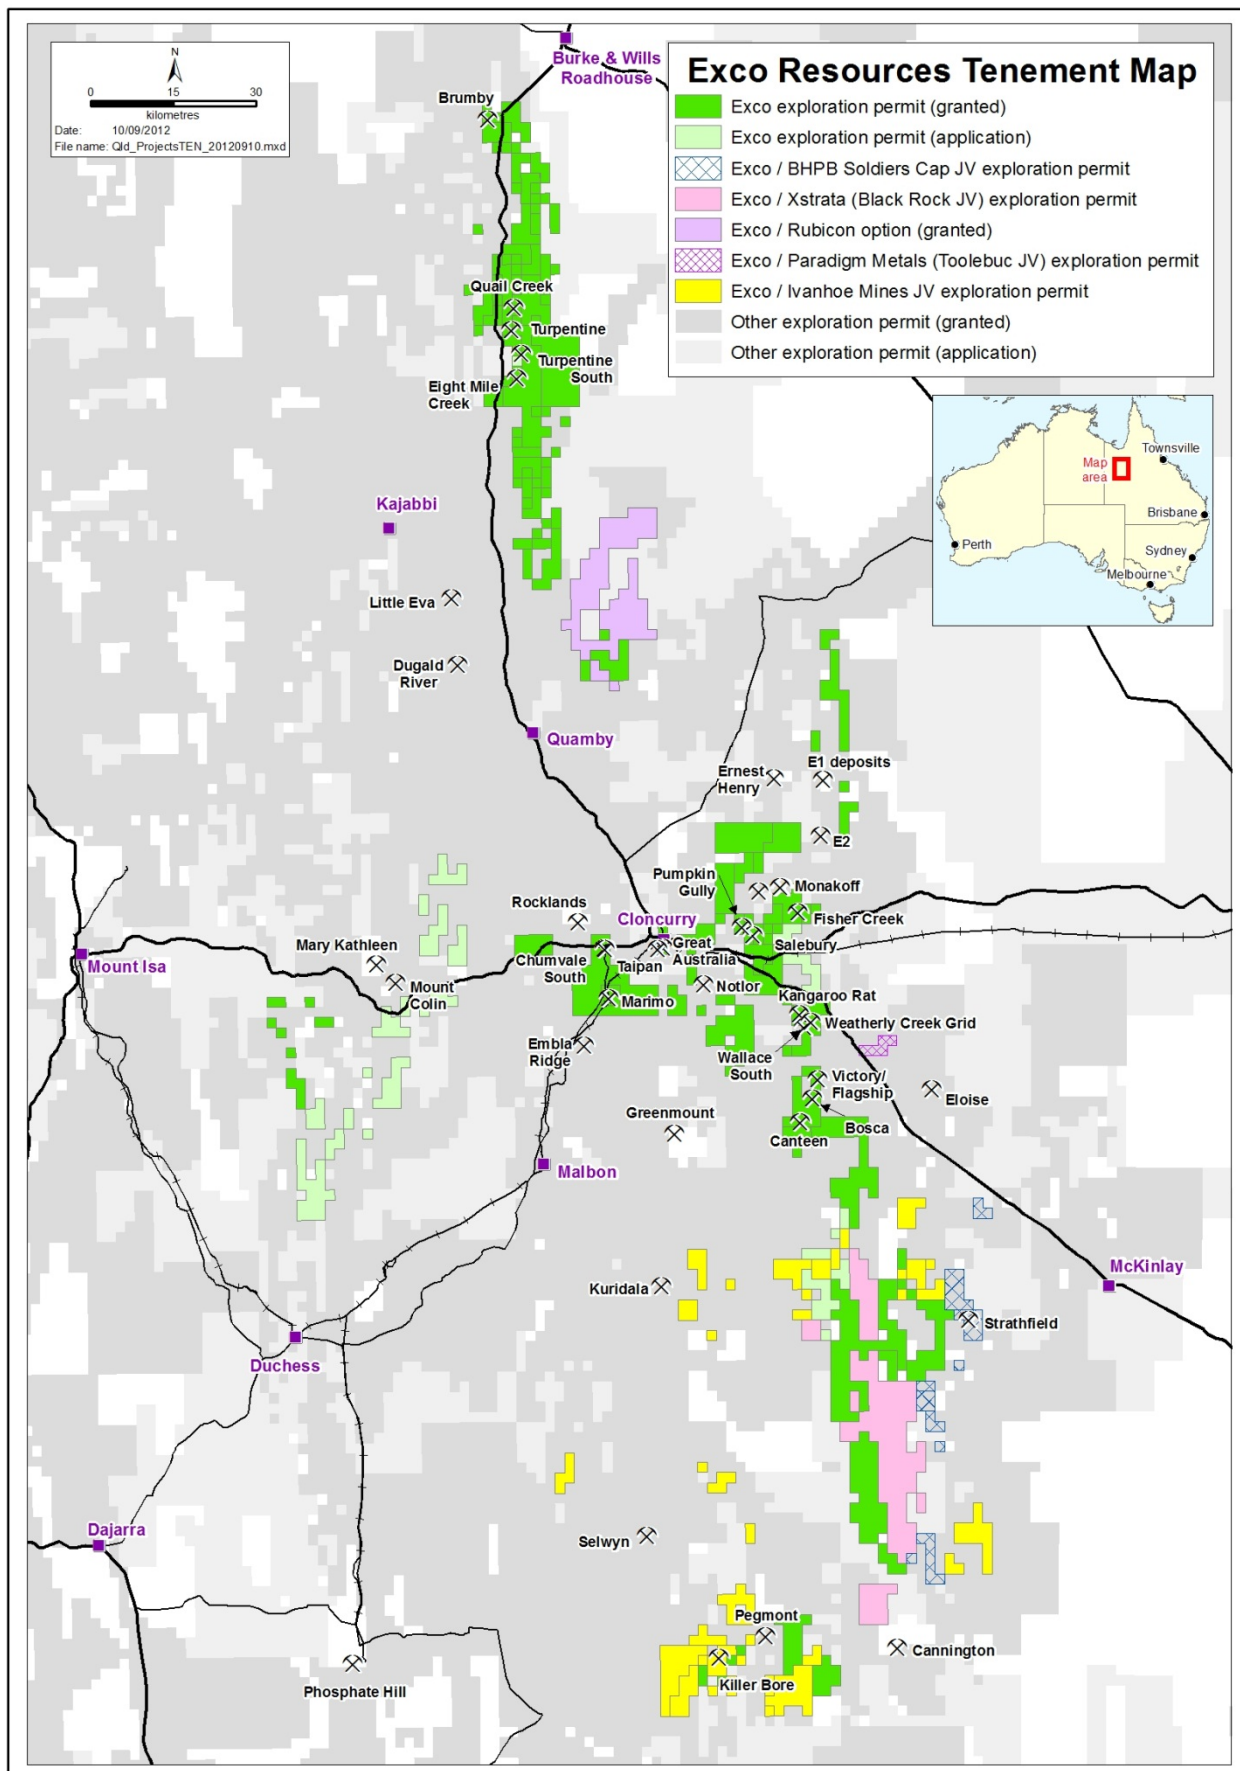 N
0 15 30
kilometres
Date: 10/09/2012
File name: Qld_ProjectsTEN_20120910.mxd
Exco Resources Tenement Map
Exco exploration permit (granted)
Exco exploration permit (application)
Exco / BHPB Soldiers Cap JV exploration permit
Exco / Xstrata (Black Rock JV) exploration permit
Exco / Rubicon option (granted)
Exco / Paradigm Metals (Toolebuc JV) exploration permit
Exco / Ivanhoe Mines JV exploration permit
Other exploration permit (granted)
Other exploration permit (application)
Map
area
Townsville
Brisbane
Perth
Sydney
Melbourne
Burke & Wills
Roadhouse
Brumby
Quail Creek
Turpentine
Turpentine
South
Eight Mile
Creek
Kajabbi
Little Eva
Dugald
River
Quamby
Ernest
Henry
E1 deposits
E2
Pumpkin
Gully
Monakoff
Rocklands
Cloncurry
Fisher Creek
Mary Kathleen
Mount Isa
Chumvale
South
Taipan
Great
Australia
Salebury
Mount
Colin
Marimo
Notlor
Kangaroo Rat
Weatherly Creek Grid
Embla
Ridge
Wallace
South
Victory/
Flagship
Eloise
Greenmount
Canteen
Bosca
Malbon
McKinlay
Kuridala
Strathfield
Duchess
Dajarra
Selwyn
Pegmont
Cannington
Killer Bore
Phosphate Hill